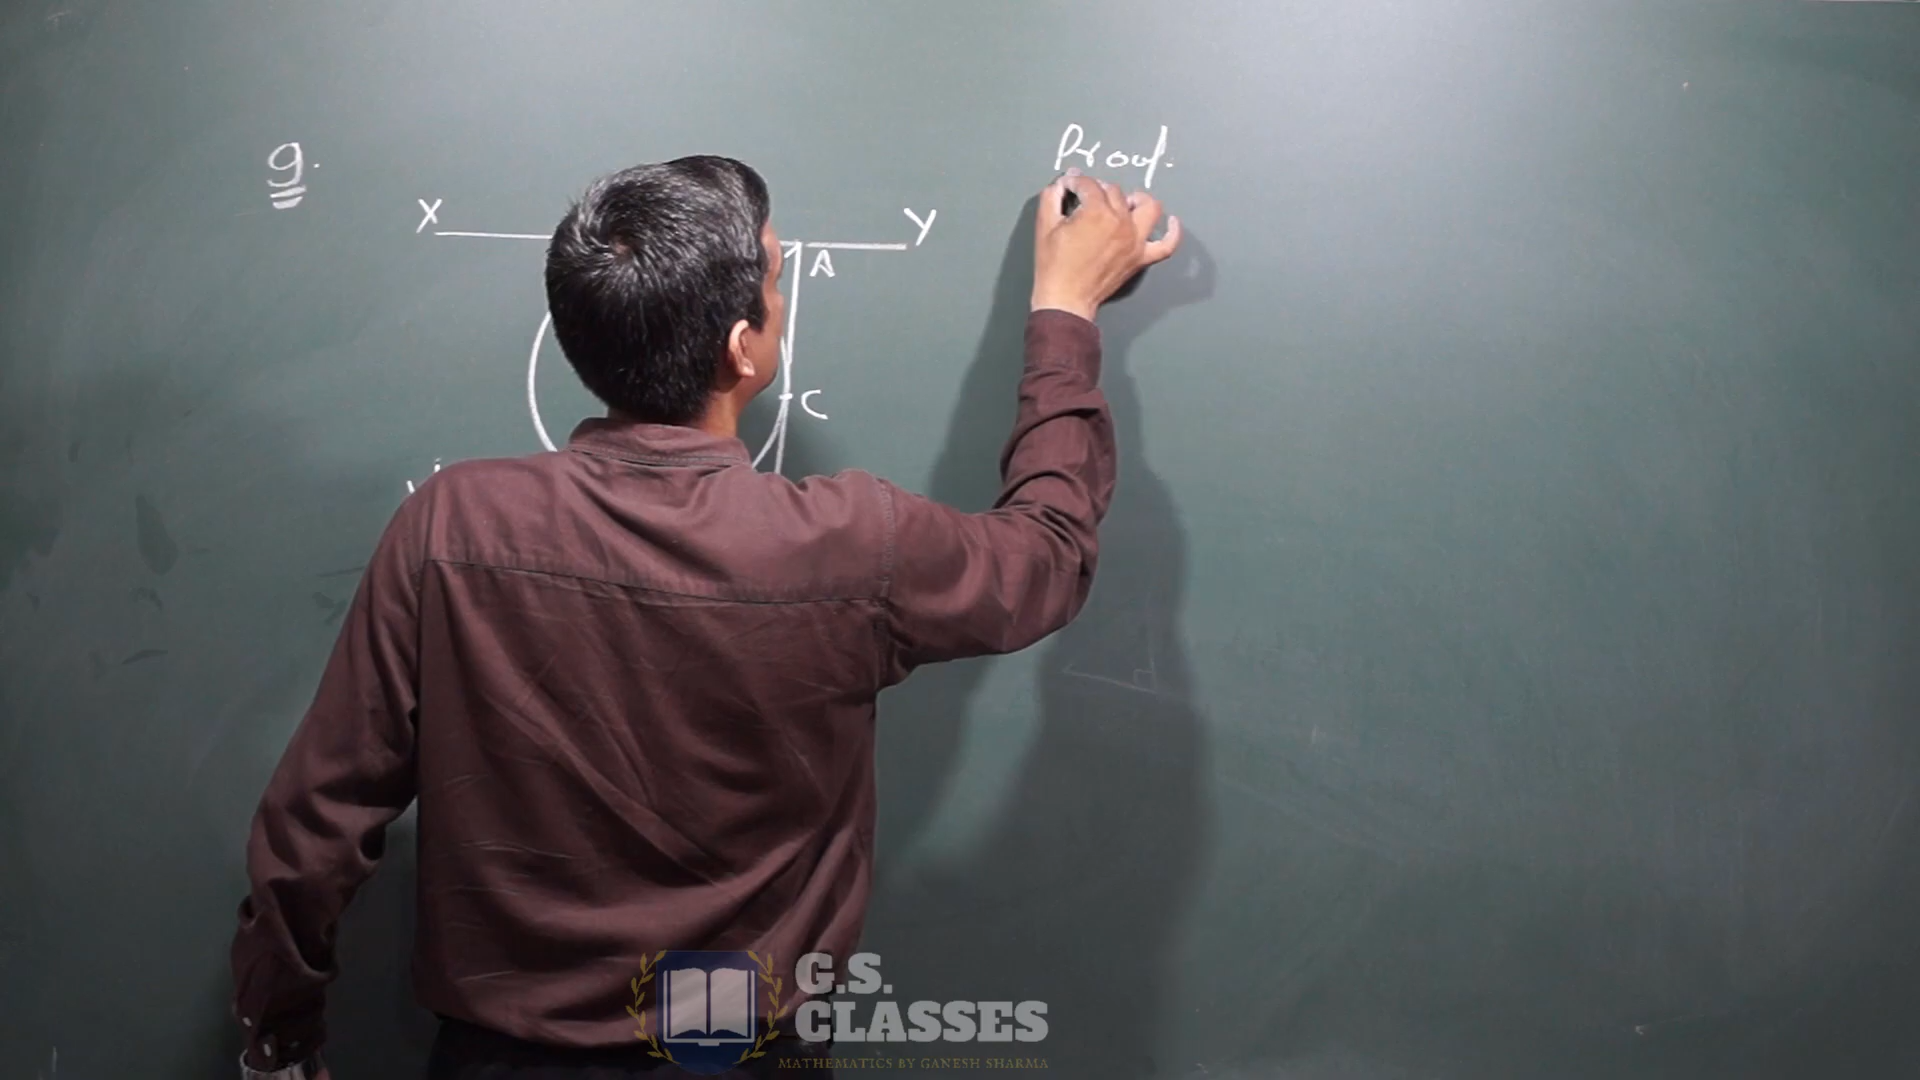 9.
Proof.
X
Y
A
C
G.S.
CLASSES
MATHEMATICS BY GANESH SHARMA